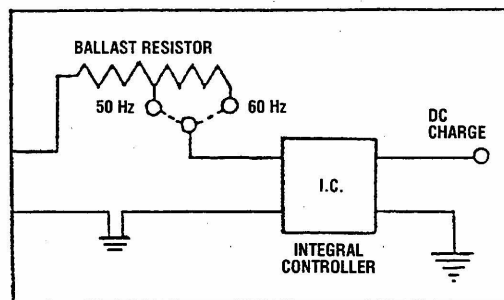 BALLAST RESISTOR
50 Hz
60 Hz
DC
CHARGE
I.C.
INTEGRAL
CONTROLLER